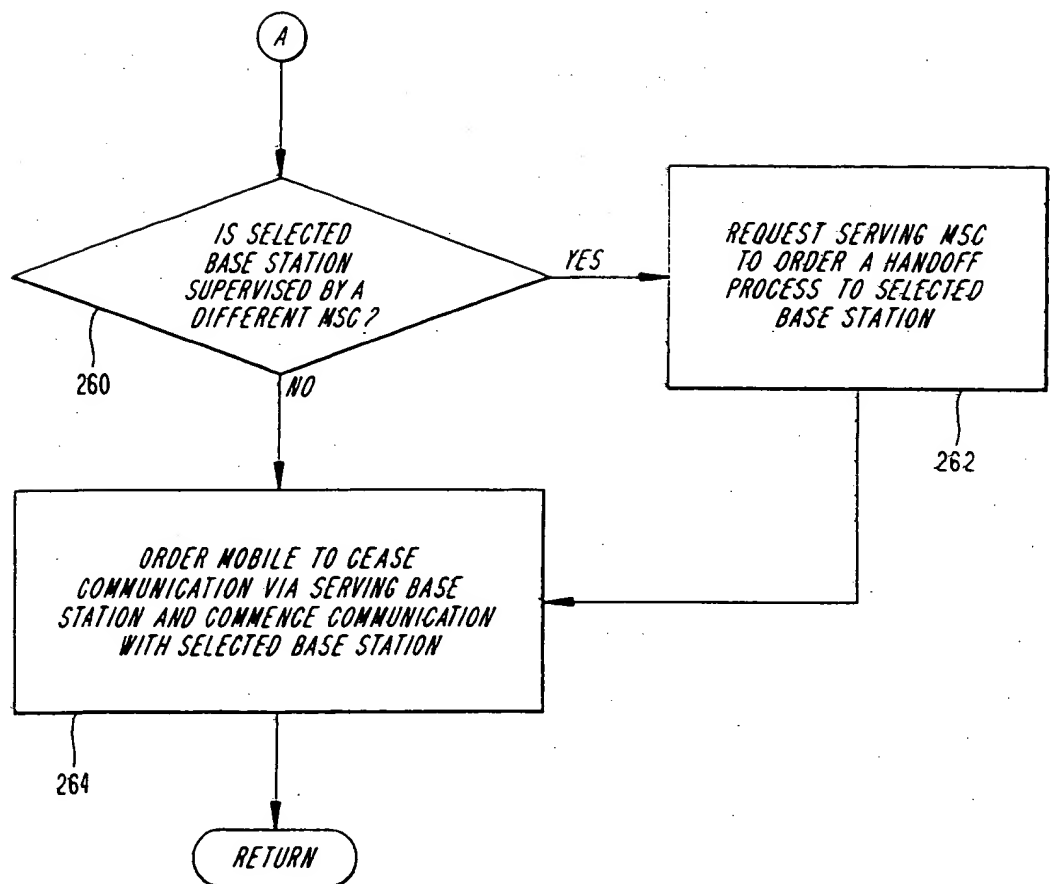 A
IS SELECTED
BASE STATION
SUPERVISED BY A
DIFFERENT MSC?
260
YES
NO
REQUEST SERVING MSC
TO ORDER A HANDOFF
PROCESS TO SELECTED
BASE STATION
262
ORDER MOBILE TO CEASE
COMMUNICATION VIA SERVING BASE
STATION AND COMMENCE COMMUNICATION
WITH SELECTED BASE STATION
264
RETURN